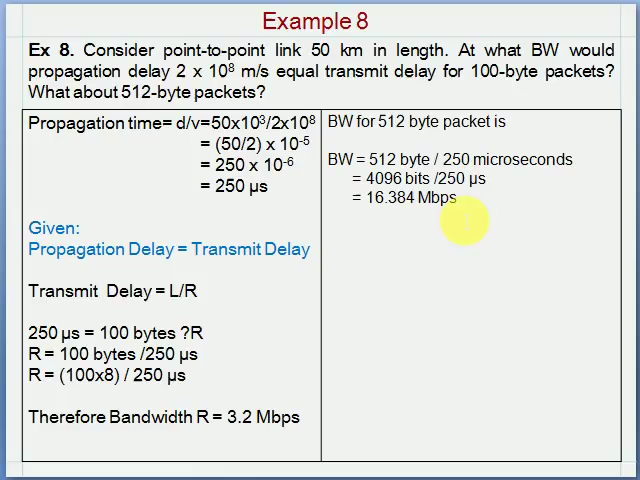 Example 8
Ex 8. Consider point-to-point link 50 km in length. At what BW would
propagation delay 2 x 10⁸ m/s equal transmit delay for 100-byte packets?
What about 512-byte packets?
Propagation time= d/v=50x10³/2x10⁸
= (50/2) x 10⁻⁵
= 250 x 10⁻⁶
= 250 µs
Given:
Propagation Delay = Transmit Delay
Transmit Delay = L/R
250 µs = 100 bytes ?R
R = 100 bytes /250 µs
R = (100x8) / 250 µs
Therefore Bandwidth R = 3.2 Mbps
BW for 512 byte packet is
BW = 512 byte / 250 microseconds
= 4096 bits /250 µs
= 16.384 Mbps